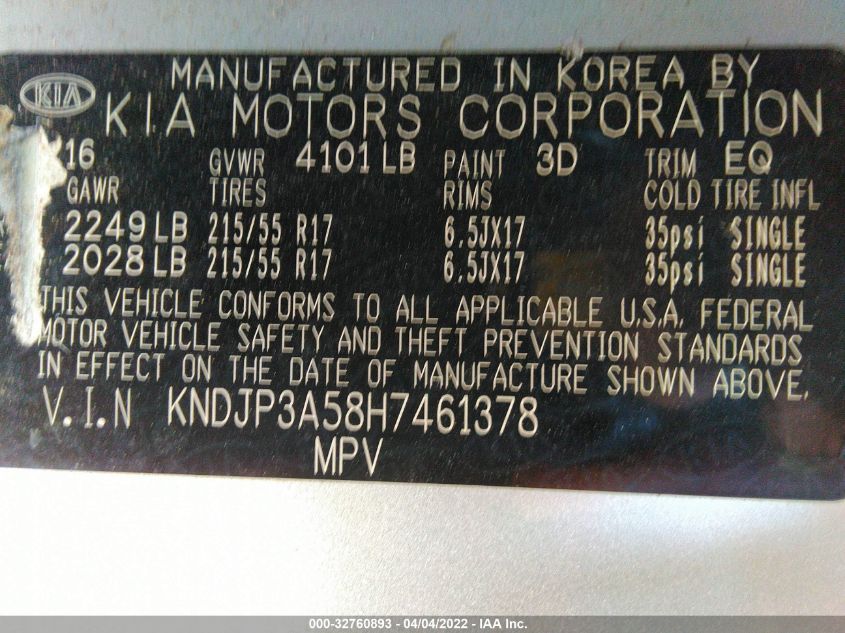 MANUFACTURED IN KOREA BY
KIA KIA MOTORS CORPORATION
16 GVWR 4101 LB PAINT 3D TRIM EQ
GAWR TIRES RIMS COLD TIRE INFL
2249 LB 215/55 R17 6.5JX17 35psi SINGLE
2028 LB 215/55 R17 6.5JX17 35psi SINGLE
THIS VEHICLE CONFORMS TO ALL APPLICABLE U.S.A. FEDERAL
MOTOR VEHICLE SAFETY AND THEFT PREVENTION STANDARDS
IN EFFECT ON THE DATE OF MANUFACTURE SHOWN ABOVE.
V.I.N KNDJP3A58H7461378
MPV
000-32760893 - 04/04/2022 - IAA Inc.